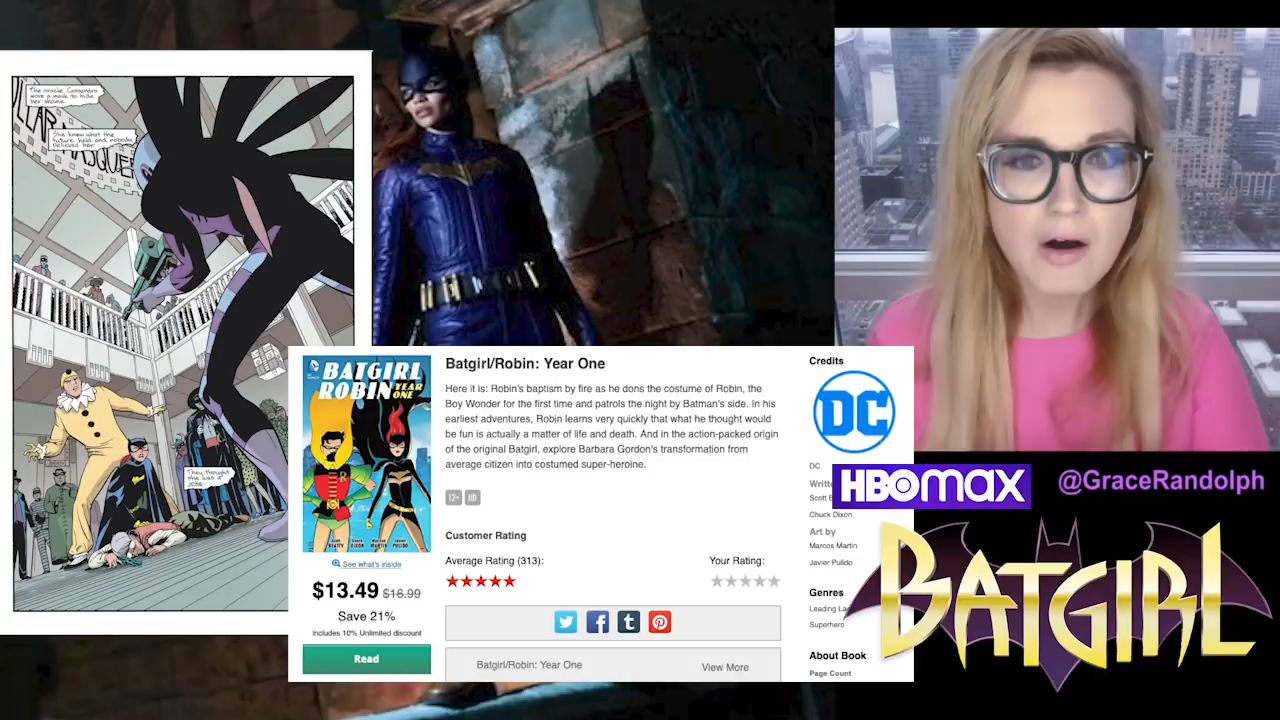 The oracle, Cassandra
wore a mask to hide
her shame.
She knew what the
future held and nobody
believed her.
They thought
she was a
joke.
BATGIRL
ROBIN YEAR
ONE
See what's inside
$13.49 $16.99
Save 21%
Includes 10% Unlimited discount
Read
Batgirl/Robin: Year One
Here it is: Robin's baptism by fire as he dons the costume of Robin, the
Boy Wonder for the first time and patrols the night by Batman's side. In his
earliest adventures, Robin learns very quickly that what he thought would
be fun is actually a matter of life and death. And in the action-packed origin
of the original Batgirl, explore Barbara Gordon's transformation from
average citizen into costumed super-heroine.
12+ HD
Customer Rating
Average Rating (313):
Your Rating:
Batgirl/Robin: Year One
View More
Credits
DC
DC
Scott B
Chuck Dixon
Art by
Marcos Martin
Javier Pulido
Genres
Leading La
Superhero
About Book
Page Count
HBOMAX
@GraceRandolph
BATGIRL